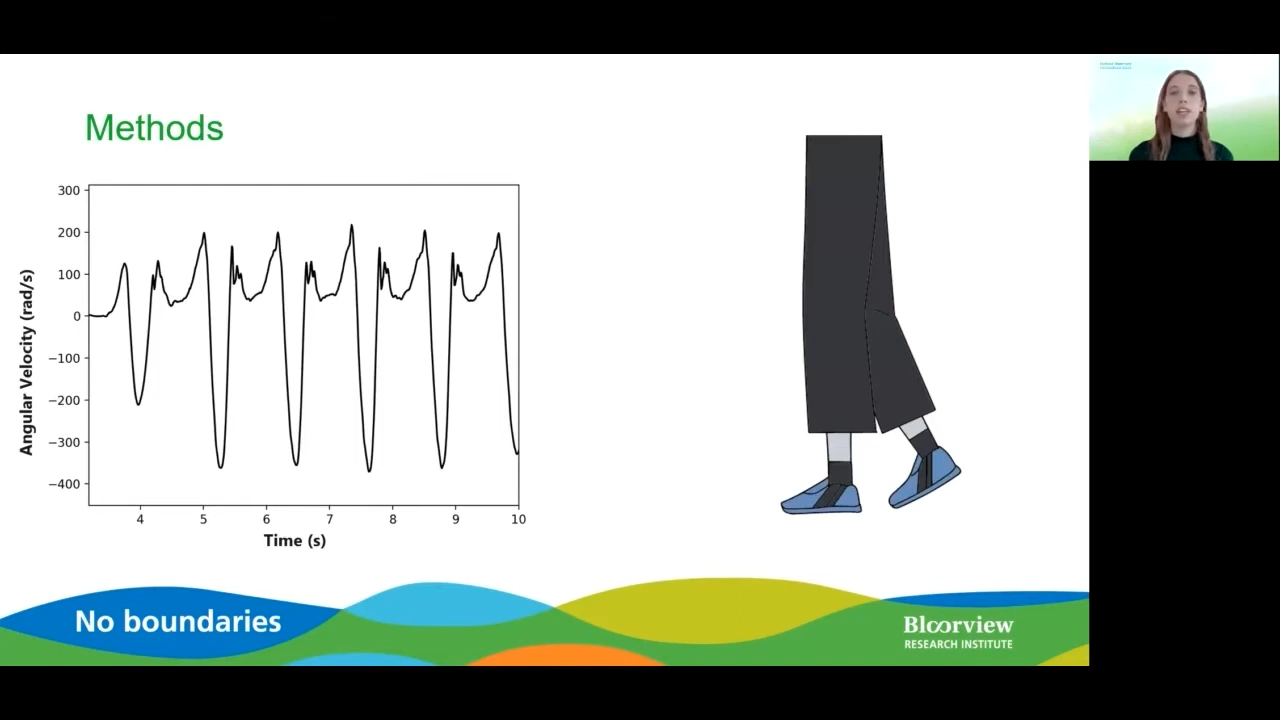 Methods
300
200
100
0
−100
−200
−300
−400
Angular Velocity (rad/s)
4 5 6 7 8 9 10
Time (s)
No boundaries
Bloorview
RESEARCH INSTITUTE